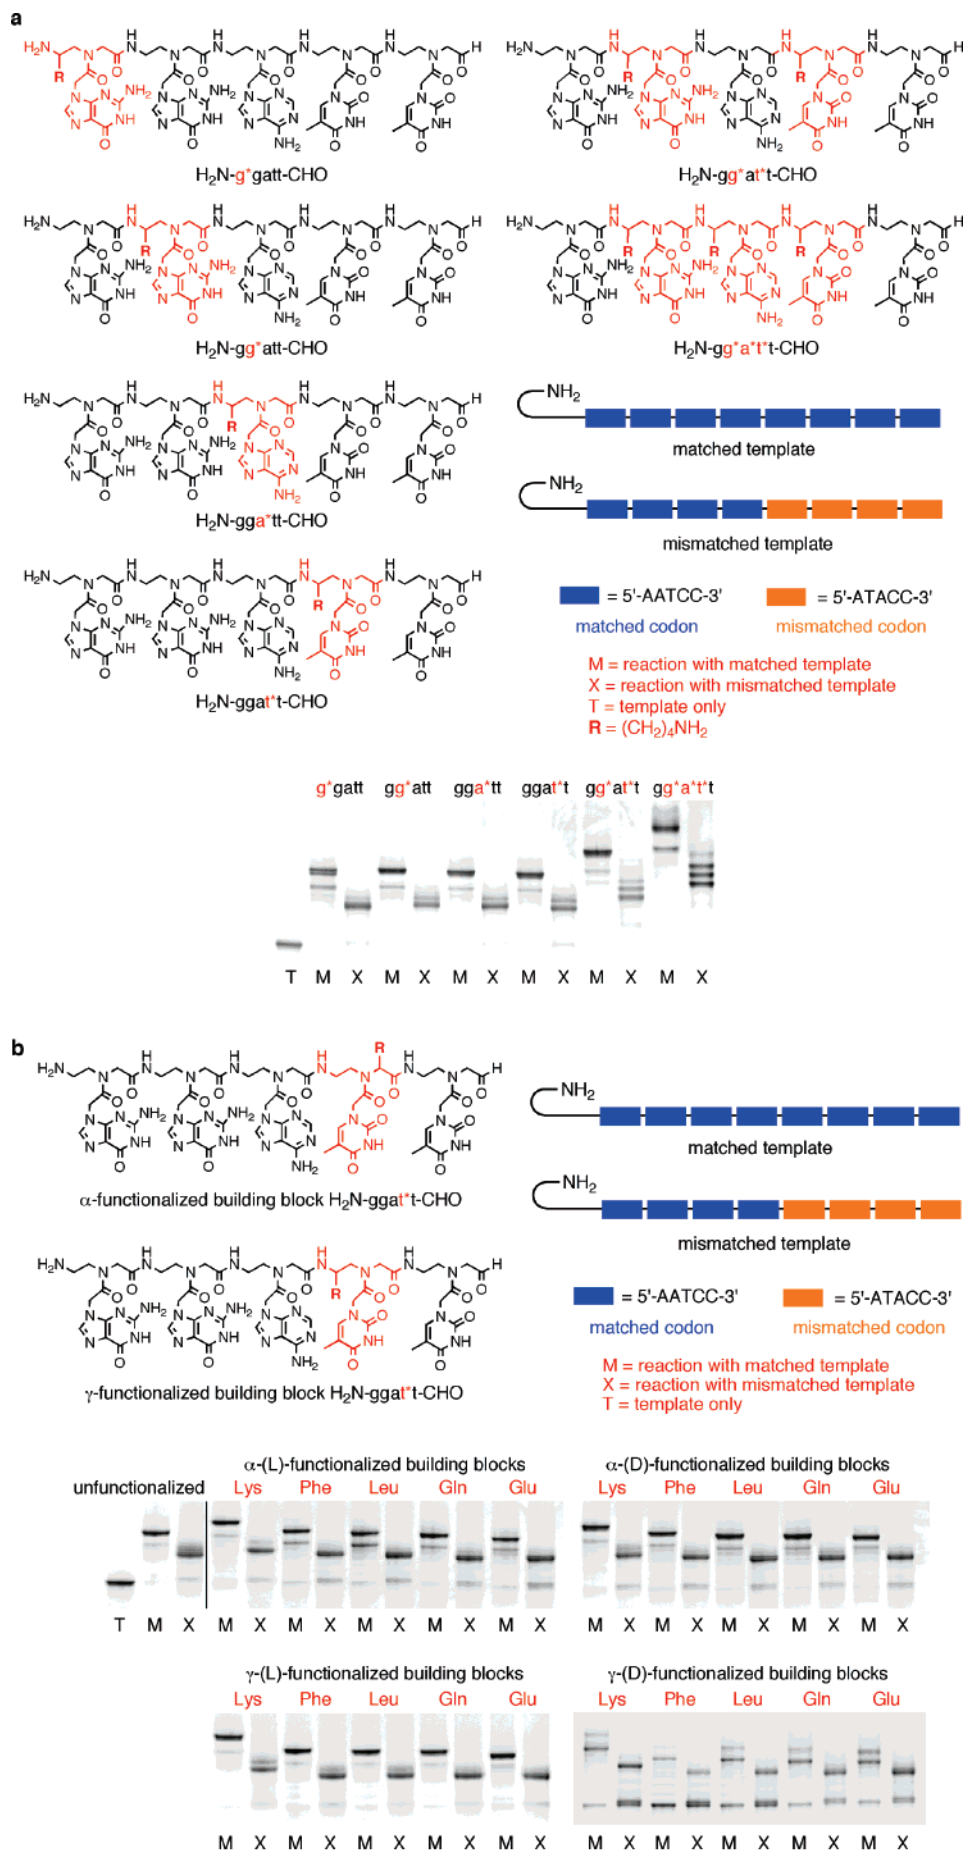 a
H₂N-g*gatt-CHO
H₂N-gg*at*t-CHO
H₂N-gg*att-CHO
H₂N-gg*a*t*t-CHO
NH₂
matched template
H₂N-gga*tt-CHO
NH₂
mismatched template
= 5'-AATCC-3'
= 5'-ATACC-3'
matched codon
mismatched codon
H₂N-ggat*t-CHO
M = reaction with matched template
X = reaction with mismatched template
T = template only
R = (CH₂)₄NH₂
g*gatt gg*att gga*tt ggat*t gg*at*t gg*a*t*t
T M X M X M X M X M X M X
b
NH₂
matched template
α-functionalized building block H₂N-ggat*t-CHO
NH₂
mismatched template
= 5'-AATCC-3'
= 5'-ATACC-3'
matched codon
mismatched codon
γ-functionalized building block H₂N-ggat*t-CHO
M = reaction with matched template
X = reaction with mismatched template
T = template only
α-(L)-functionalized building blocks
α-(D)-functionalized building blocks
unfunctionalized
Lys Phe Leu Gln Glu
Lys Phe Leu Gln Glu
T M X M X M X M X M X M X
M X M X M X M X M X
γ-(L)-functionalized building blocks
γ-(D)-functionalized building blocks
Lys Phe Leu Gln Glu
Lys Phe Leu Gln Glu
M X M X M X M X M X
M X M X M X M X M X